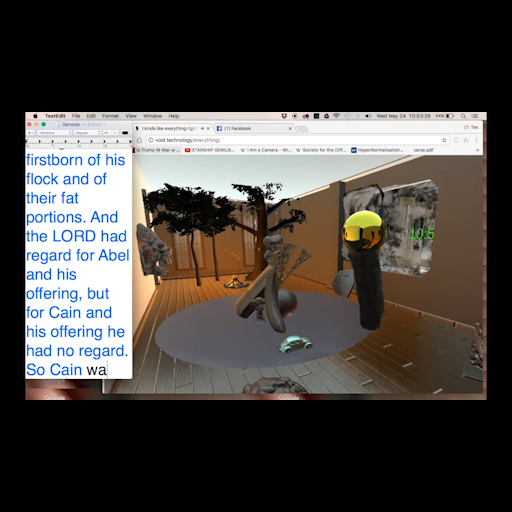 TextEdit File Edit Format View Window Help
Wed May 24 10:53:26
Genesis — Edited
I kinda like everything righ
(1) Facebook
Tim
void.technology/everything/
Is Trump At Mar-a-...
STARSHIP GENIUS...
I Am a Camera – Wi...
Society for the Diff...
HyperNormalisation...
carse.pdf
firstborn of his
flock and of
their fat
portions. And
the LORD had
regard for Abel
and his
offering, but
for Cain and
his offering he
had no regard.
So Cain wa
10:5
Google
Google